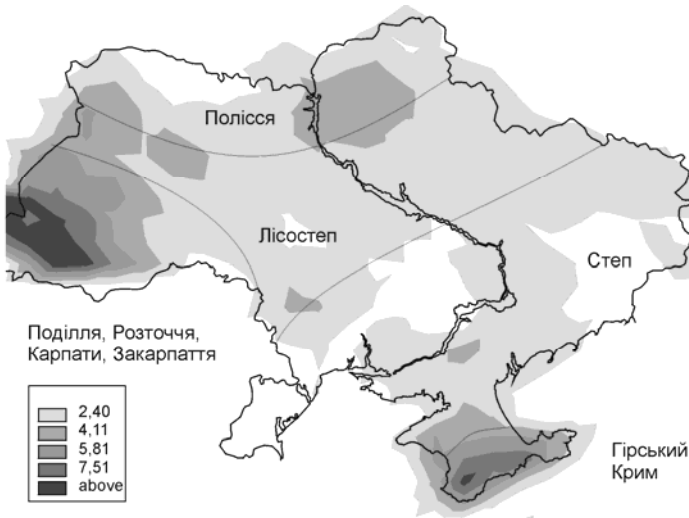 Полісся
Лісостеп
Степ
Поділля, Розточчя,
Карпати, Закарпаття
2,40
4,11
5,81
7,51
above
Гірський
Крим